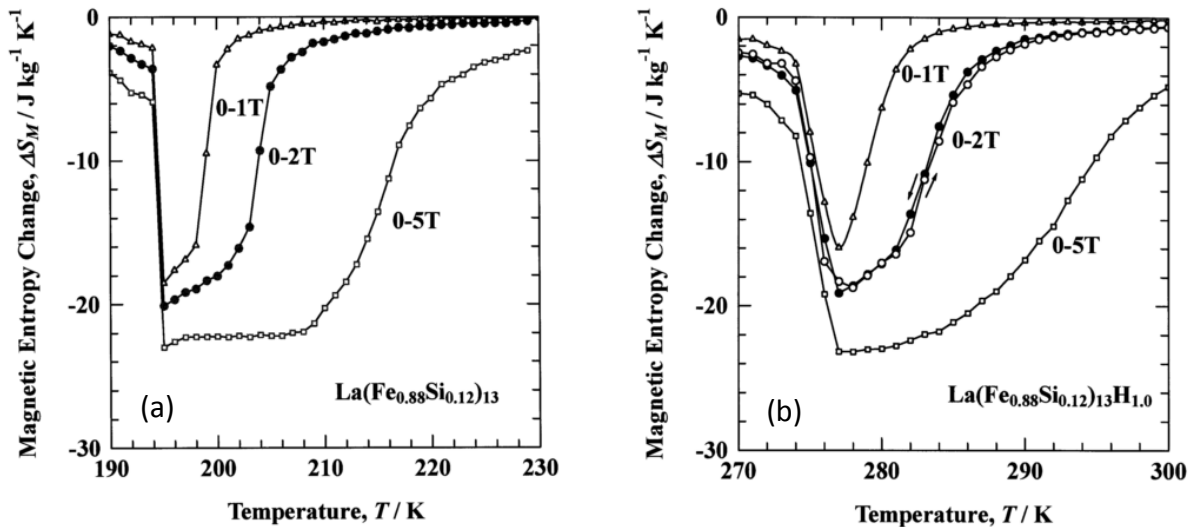 Magnetic Entropy Change, ΔS_M / J kg⁻¹ K⁻¹
0
-10
-20
-30
0-1T
0-2T
0-5T
(a)
La(Fe₀.₈₈Si₀.₁₂)₁₃
190 200 210 220 230
Temperature, T / K
Magnetic Entropy Change, ΔS_M / J kg⁻¹ K⁻¹
0
-10
-20
-30
0-1T
0-2T
0-5T
(b)
La(Fe₀.₈₈Si₀.₁₂)₁₃H₁.₀
270 280 290 300
Temperature, T / K